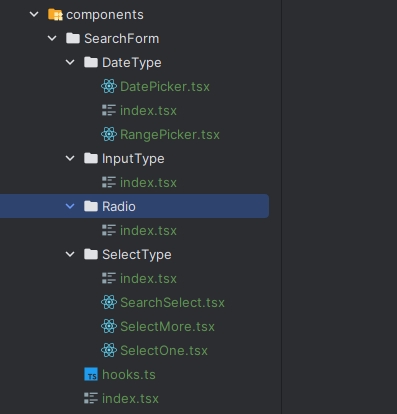 components
SearchForm
DateType
DatePicker.tsx
index.tsx
RangePicker.tsx
InputType
index.tsx
Radio
index.tsx
SelectType
index.tsx
SearchSelect.tsx
SelectMore.tsx
SelectOne.tsx
TS hooks.ts
index.tsx